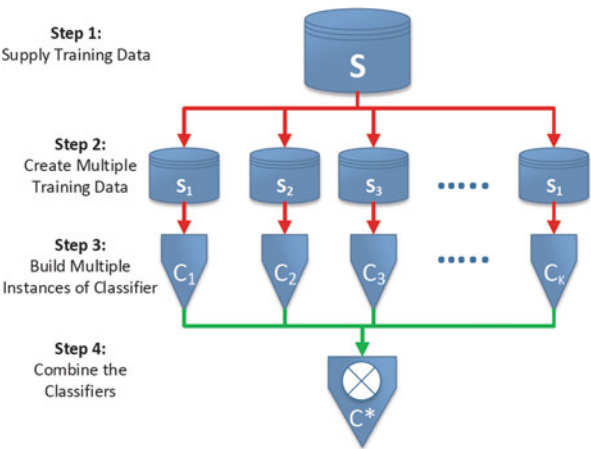 Step 1:
Supply Training Data
S
Step 2:
Create Multiple
Training Data
S₁
S₂
S₃
......
S₁
Step 3:
Build Multiple
Instances of Classifier
C₁
C₂
C₃
......
Cₖ
Step 4:
Combine the
Classifiers
C*